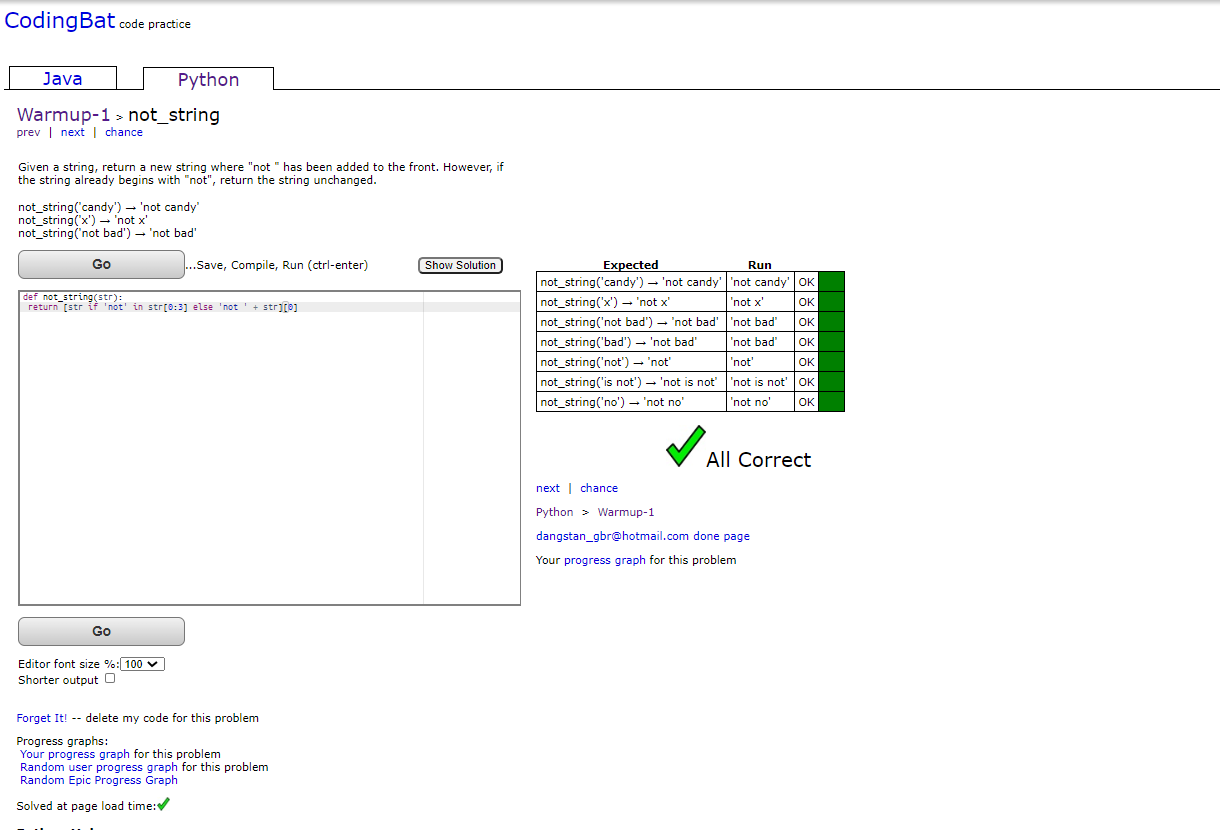 CodingBat code practice
Java
Python
Warmup-1 > not_string
prev | next | chance
Given a string, return a new string where "not " has been added to the front. However, if
the string already begins with "not", return the string unchanged.
not_string('candy') → 'not candy'
not_string('x') → 'not x'
not_string('not bad') → 'not bad'
Go
...Save, Compile, Run (ctrl-enter)
Show Solution
def not_string(str):
return [str if 'not' in str[0:3] else 'not ' + str][0]
Go
Editor font size %: 100
Shorter output
Forget It! -- delete my code for this problem
Progress graphs:
Your progress graph for this problem
Random user progress graph for this problem
Random Epic Progress Graph
Solved at page load time:
Expected Run
not_string('candy') → 'not candy' 'not candy' OK
not_string('x') → 'not x' 'not x' OK
not_string('not bad') → 'not bad' 'not bad' OK
not_string('bad') → 'not bad' 'not bad' OK
not_string('not') → 'not' 'not' OK
not_string('is not') → 'not is not' 'not is not' OK
not_string('no') → 'not no' 'not no' OK
All Correct
next | chance
Python > Warmup-1
dangstan_gbr@hotmail.com done page
Your progress graph for this problem